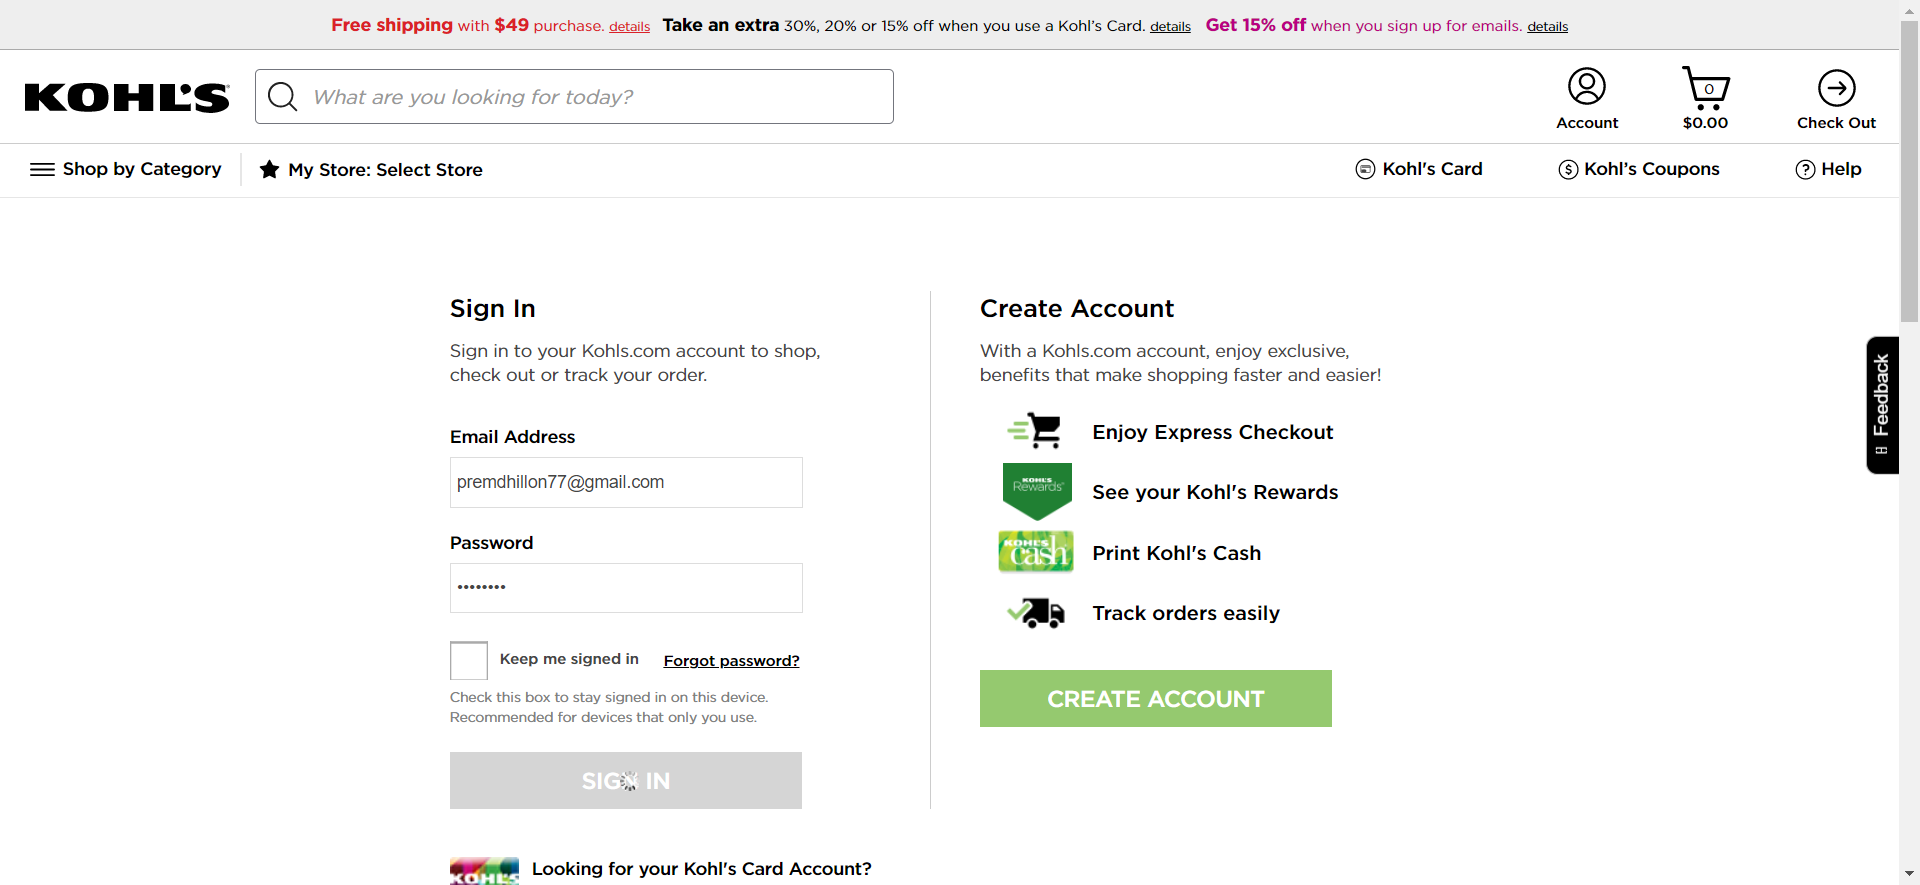 Free shipping with $49 purchase. details Take an extra 30%, 20% or 15% off when you use a Kohl’s Card. details Get 15% off when you sign up for emails. details
KOHL'S
What are you looking for today?
Account
0
$0.00
Check Out
Shop by Category
My Store: Select Store
Kohl's Card
Kohl’s Coupons
Help
Sign In
Sign in to your Kohls.com account to shop,
check out or track your order.
Email Address
premdhillon77@gmail.com
Password
••••••••
Keep me signed in
Forgot password?
Check this box to stay signed in on this device.
Recommended for devices that only you use.
SIGN IN
KOHL'S
Looking for your Kohl's Card Account?
Create Account
With a Kohls.com account, enjoy exclusive,
benefits that make shopping faster and easier!
Enjoy Express Checkout
KOHL'S
Rewards
See your Kohl's Rewards
KOHL'S
cash
Print Kohl's Cash
Track orders easily
CREATE ACCOUNT
Feedback